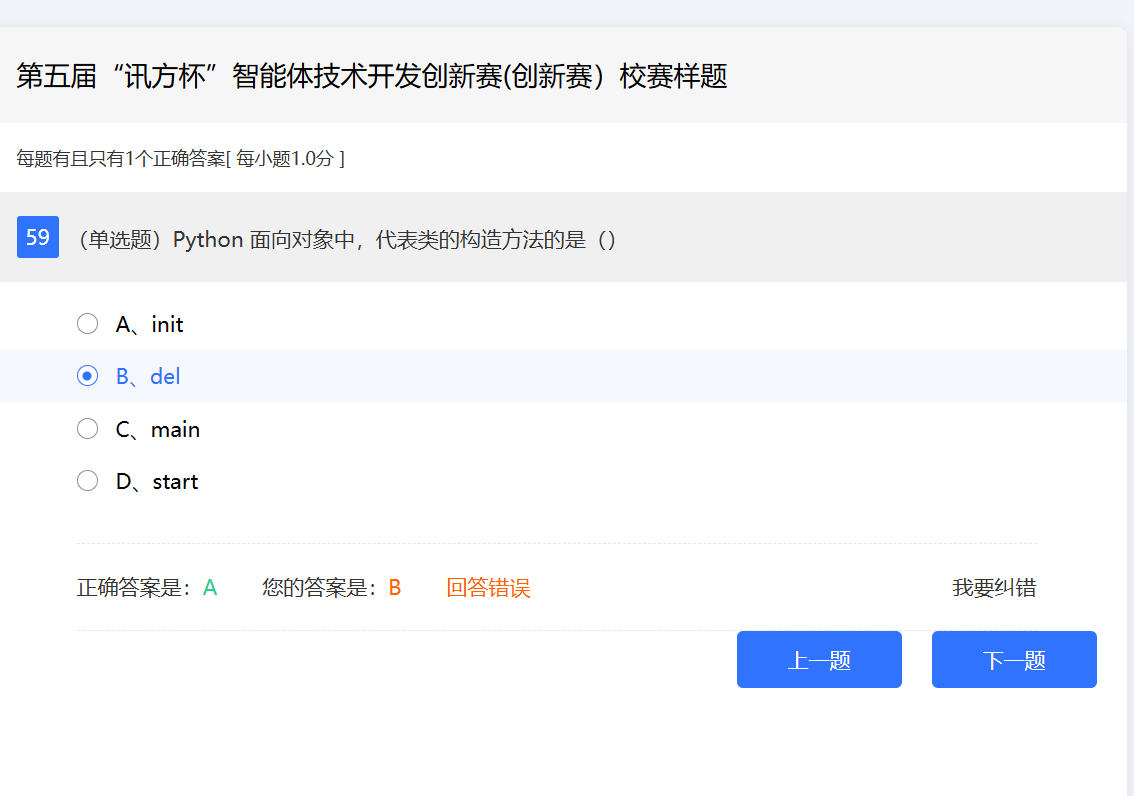 第五届“讯方杯”智能体技术开发创新赛(创新赛）校赛样题
每题有且只有1个正确答案[ 每小题1.0分 ]
59 （单选题）Python 面向对象中，代表类的构造方法的是（）
A、init
B、del
C、main
D、start
正确答案是：A 您的答案是：B 回答错误 我要纠错
上一题 下一题